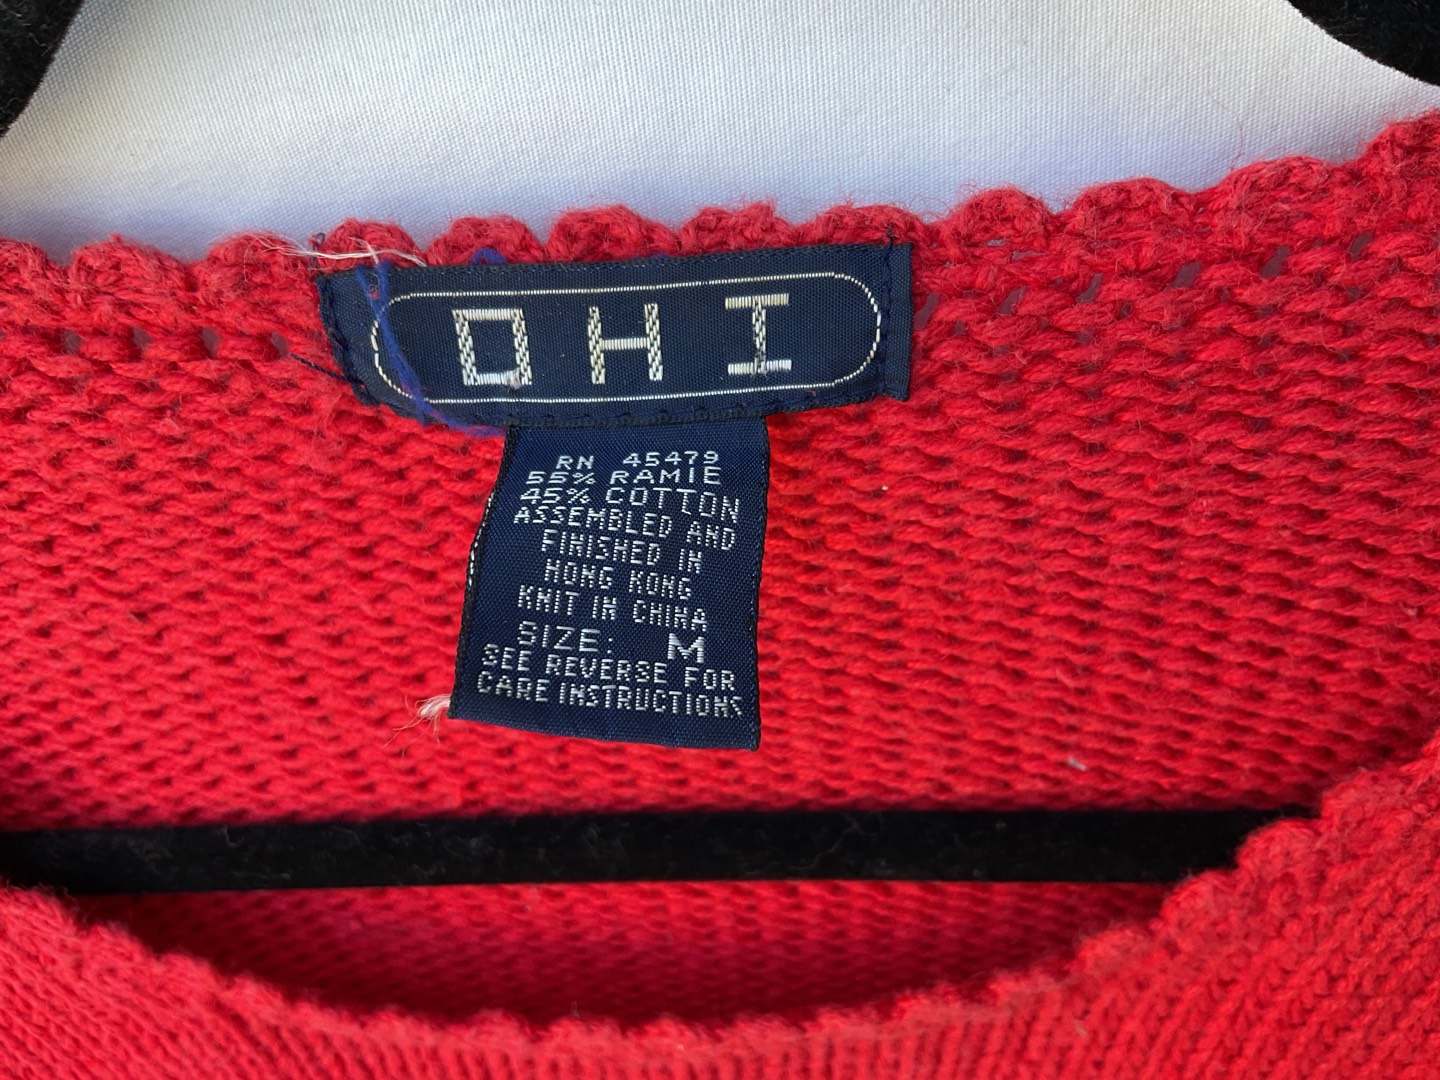 OHI
RN 45479
55% RAMIE
45% COTTON
ASSEMBLED AND
FINISHED IN
HONG KONG
KNIT IN CHINA
SIZE: M
SEE REVERSE FOR
CARE INSTRUCTIONS